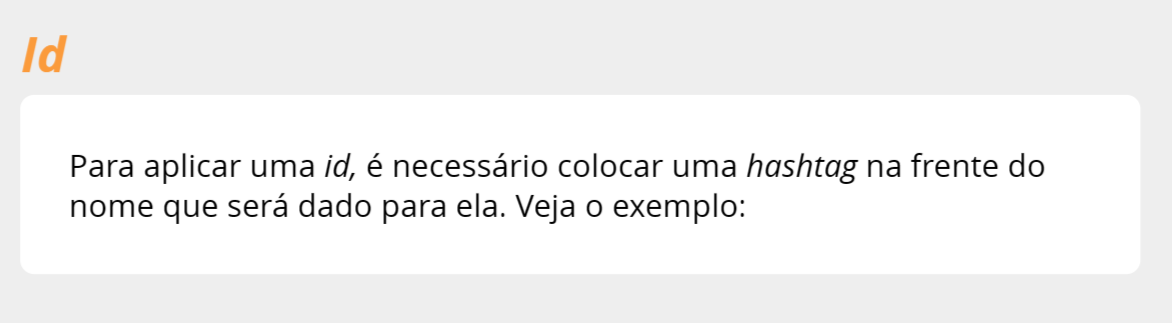 Id
Para aplicar uma id, é necessário colocar uma hashtag na frente do
nome que será dado para ela. Veja o exemplo: